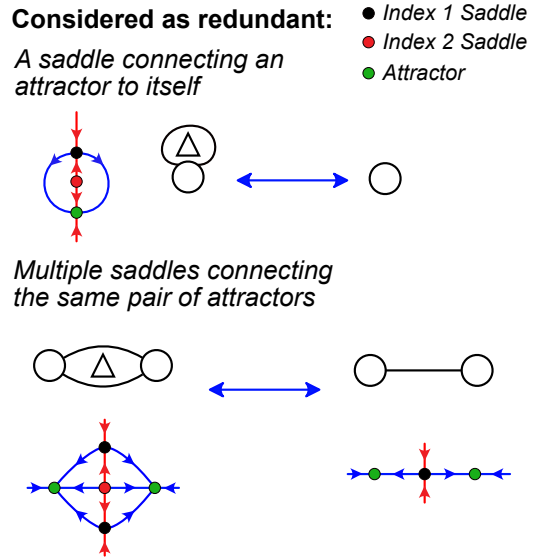 Considered as redundant:
Index 1 Saddle
Index 2 Saddle
Attractor
A saddle connecting an
attractor to itself
Multiple saddles connecting
the same pair of attractors